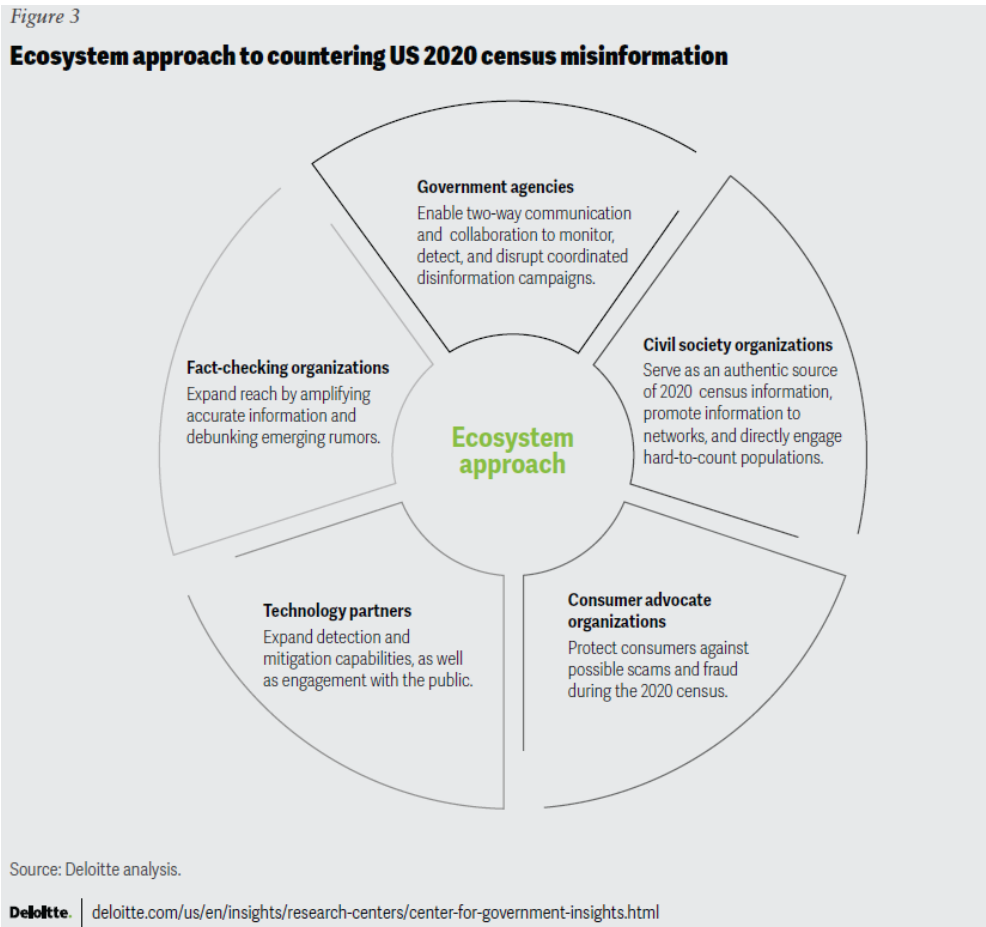 Figure 3
Ecosystem approach to countering US 2020 census misinformation
Government agencies
Enable two-way communication
and collaboration to monitor,
detect, and disrupt coordinated
disinformation campaigns.
Civil society organizations
Serve as an authentic source
of 2020 census information,
promote information to
networks, and directly engage
hard-to-count populations.
Consumer advocate
organizations
Protect consumers against
possible scams and fraud
during the 2020 census.
Technology partners
Expand detection and
mitigation capabilities, as well
as engagement with the public.
Fact-checking organizations
Expand reach by amplifying
accurate information and
debunking emerging rumors.
Ecosystem
approach
Source: Deloitte analysis.
Deloitte. | deloitte.com/us/en/insights/research-centers/center-for-government-insights.html